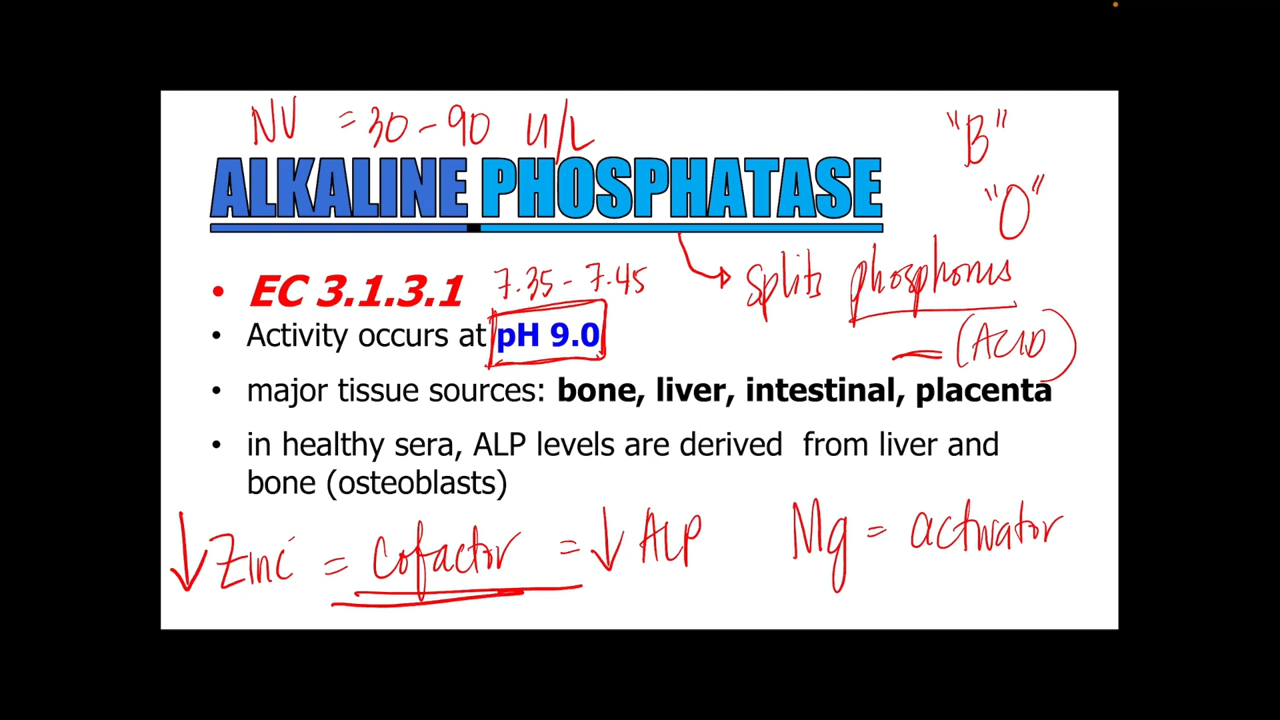 NV = 30 - 90 U/L
"B"
ALKALINE PHOSPHATASE
"O"
• EC 3.1.3.1
7.35 - 7.45
splits phosphorus
• Activity occurs at pH 9.0
(ACID)
• major tissue sources: bone, liver, intestinal, placenta
• in healthy sera, ALP levels are derived from liver and
bone (osteoblasts)
↓ Zinc = cofactor = ↓ ALP
Mg = activator